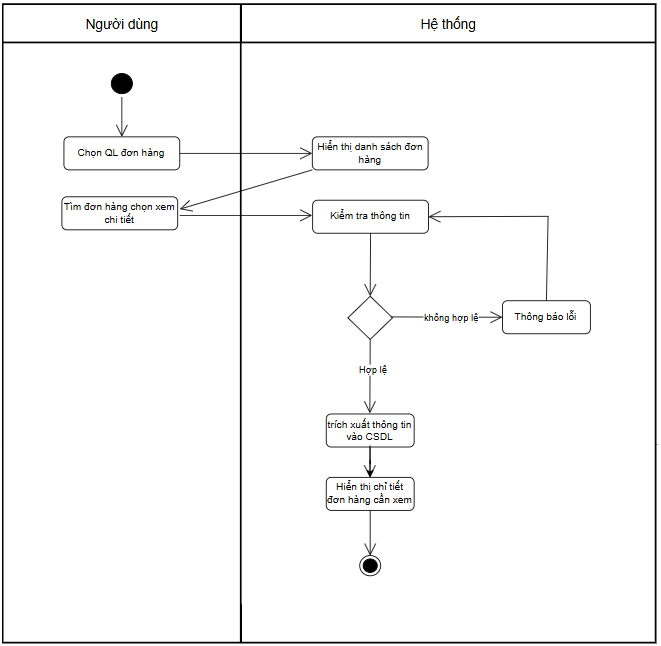 Người dùng
Hệ thống
Chọn QL đơn hàng
Hiển thị danh sách đơn
hàng
Tìm đơn hàng chọn xem
chi tiết
Kiểm tra thông tin
không hợp lệ
Thông báo lỗi
Hợp lệ
trích xuất thông tin
vào CSDL
Hiển thị chi tiết
đơn hàng cần xem